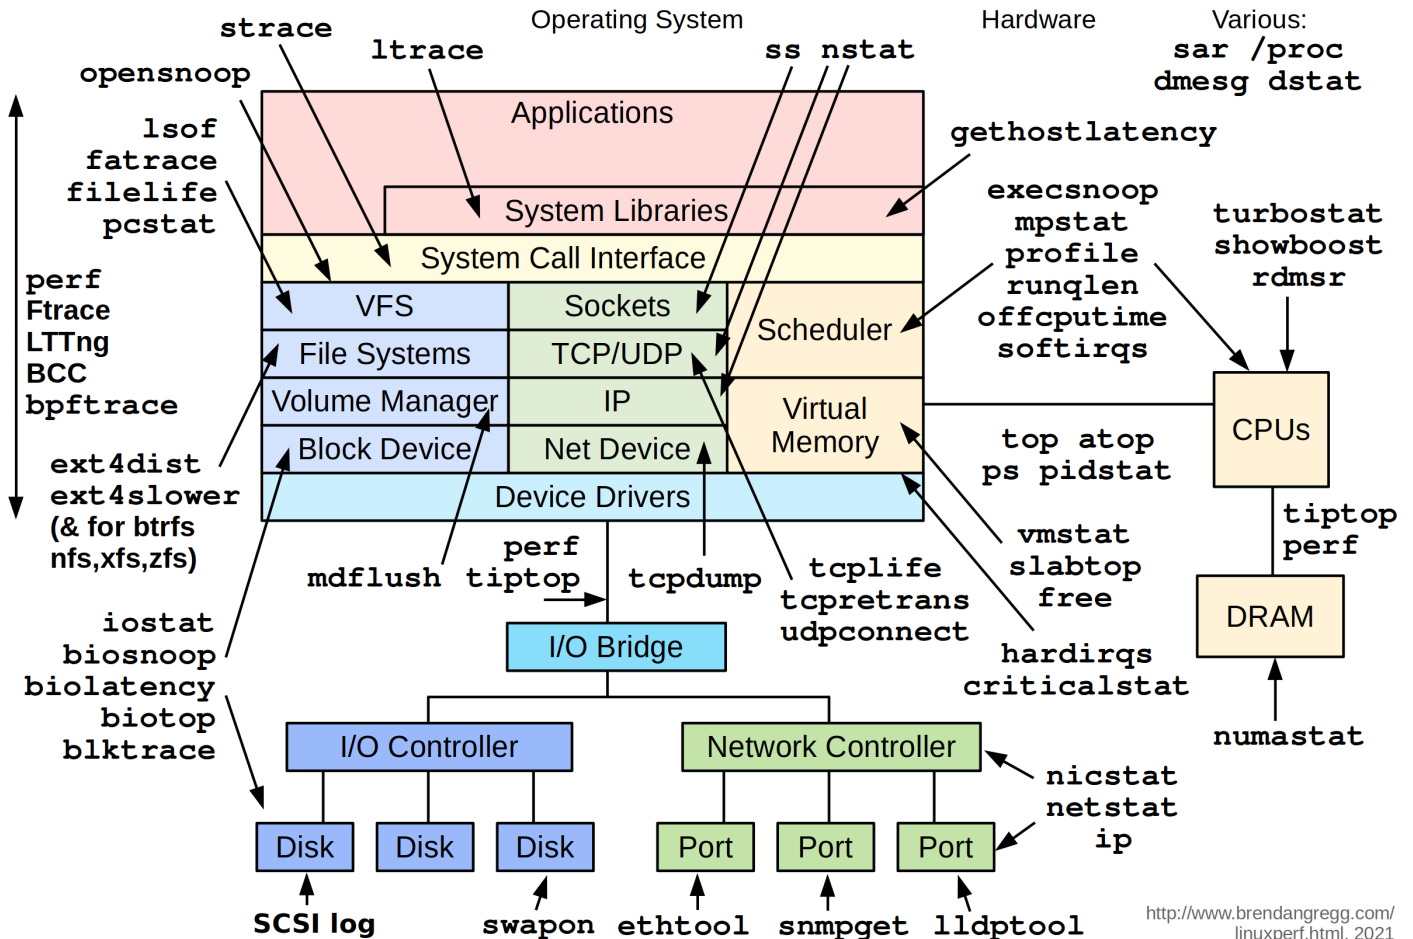 Operating System
Hardware
Various:
sar /proc
dmesg dstat
strace
ltrace
ss nstat
opensnoop
lsof
fatrace
filelife
pcstat
Applications
gethostlatency
System Libraries
System Call Interface
execsnoop
mpstat
profile
runqlen
offcputime
softirqs
turbostat
showboost
rdmsr
perf
Ftrace
LTTng
BCC
bpftrace
VFS
Sockets
Scheduler
File Systems
TCP/UDP
Volume Manager
IP
Virtual
Memory
Block Device
Net Device
Device Drivers
CPUs
top atop
ps pidstat
ext4dist
ext4slower
(& for btrfs
nfs,xfs,zfs)
tiptop
perf
vmstat
slabtop
free
mdflush
perf
tiptop
tcpdump
tcplife
tcpretrans
udpconnect
DRAM
iostat
biosnoop
biolatency
biotop
blktrace
I/O Bridge
hardirqs
criticalstat
numastat
I/O Controller
Network Controller
nicstat
netstat
ip
Disk
Disk
Disk
Port
Port
Port
SCSI log
swapon
ethtool
snmpget
lldptool
http://www.brendangregg.com/
linuxperf.html, 2021